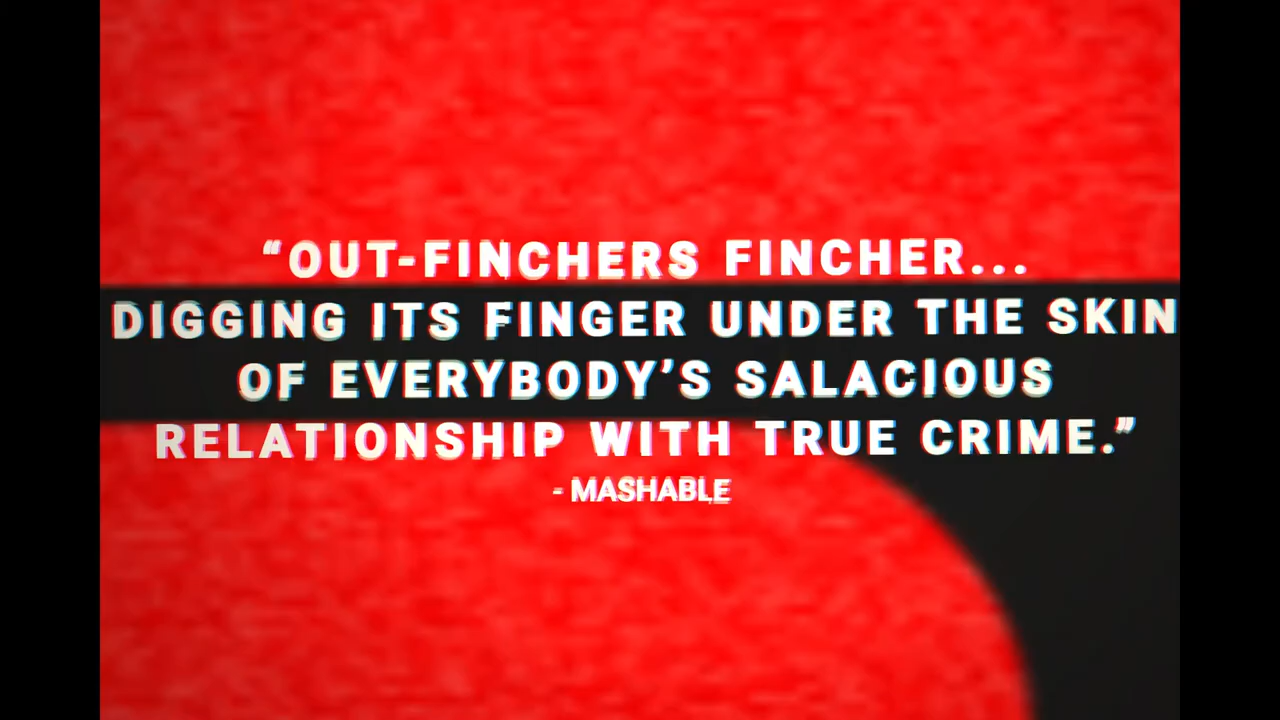 “OUT-FINCHERS FINCHER...
DIGGING ITS FINGER UNDER THE SKIN
OF EVERYBODY’S SALACIOUS
RELATIONSHIP WITH TRUE CRIME.”
- MASHABLE